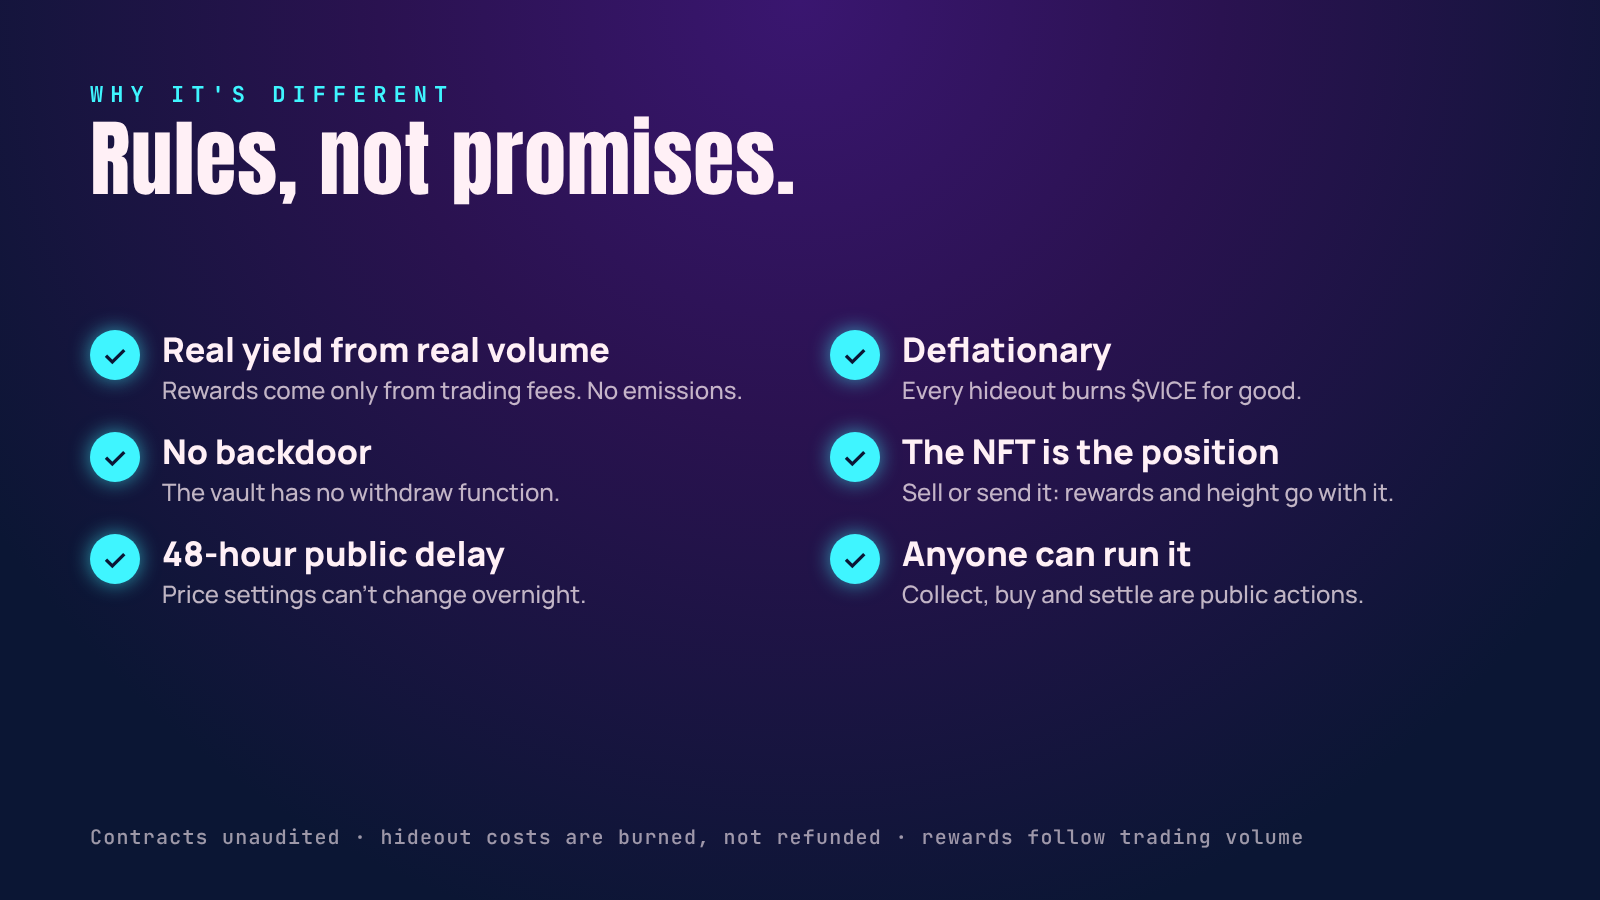 WHY IT'S DIFFERENT
Rules, not promises.
Real yield from real volume
Rewards come only from trading fees. No emissions.
No backdoor
The vault has no withdraw function.
48-hour public delay
Price settings can’t change overnight.
Deflationary
Every hideout burns $VICE for good.
The NFT is the position
Sell or send it: rewards and height go with it.
Anyone can run it
Collect, buy and settle are public actions.
Contracts unaudited · hideout costs are burned, not refunded · rewards follow trading volume